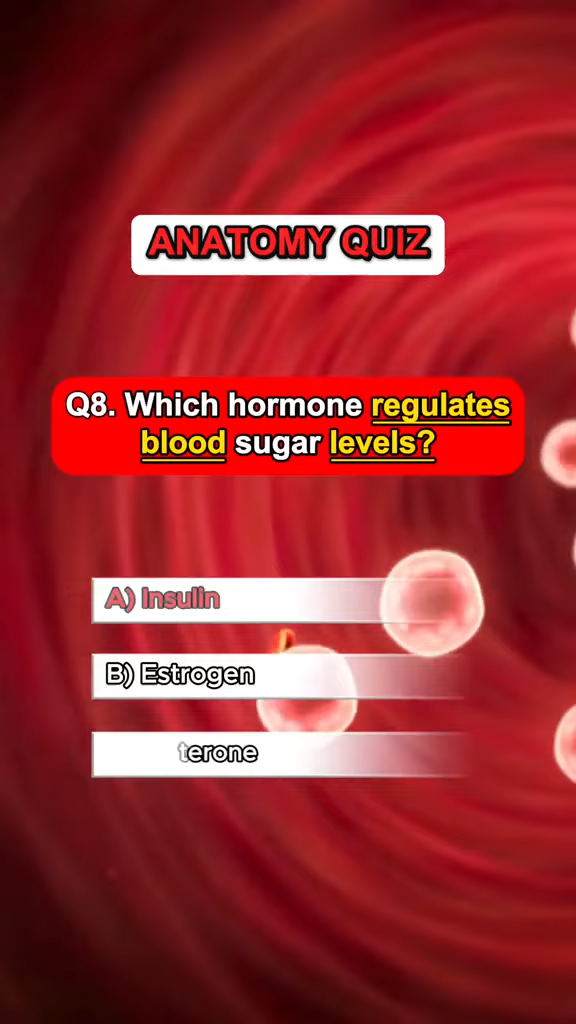 ANATOMY QUIZ
Q8. Which hormone regulates
blood sugar levels?
A) Insulin
B) Estrogen
terone